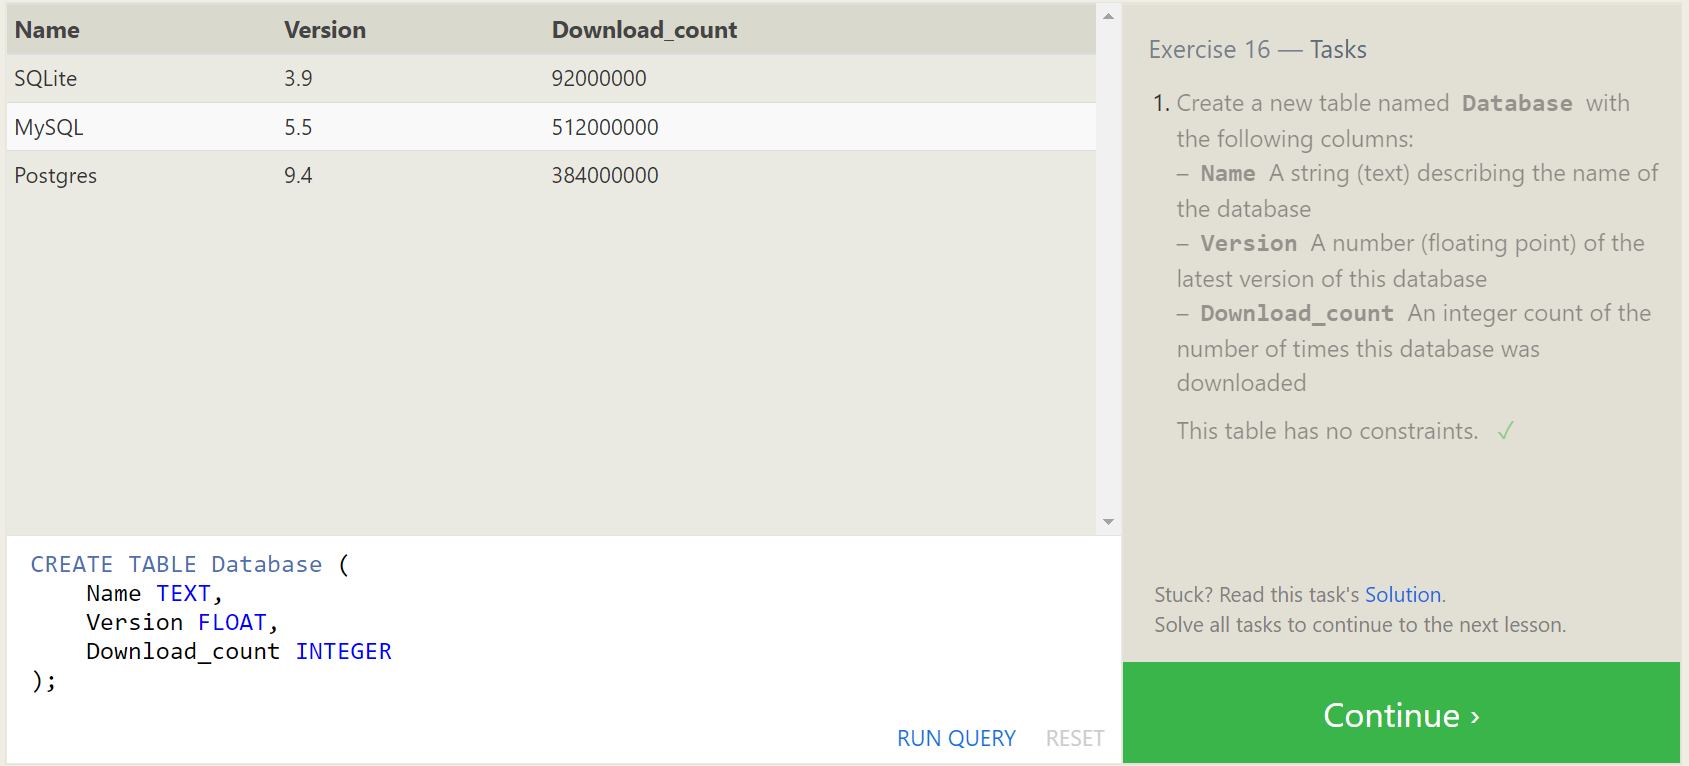 Name Version Download_count
SQLite 3.9 92000000
MySQL 5.5 512000000
Postgres 9.4 384000000
CREATE TABLE Database (
    Name TEXT,
    Version FLOAT,
    Download_count INTEGER
);
RUN QUERY RESET
Exercise 16 — Tasks
1. Create a new table named Database with
the following columns:
– Name A string (text) describing the name of
the database
– Version A number (floating point) of the
latest version of this database
– Download_count An integer count of the
number of times this database was
downloaded
This table has no constraints. ✓
Stuck? Read this task's Solution.
Solve all tasks to continue to the next lesson.
Continue ›